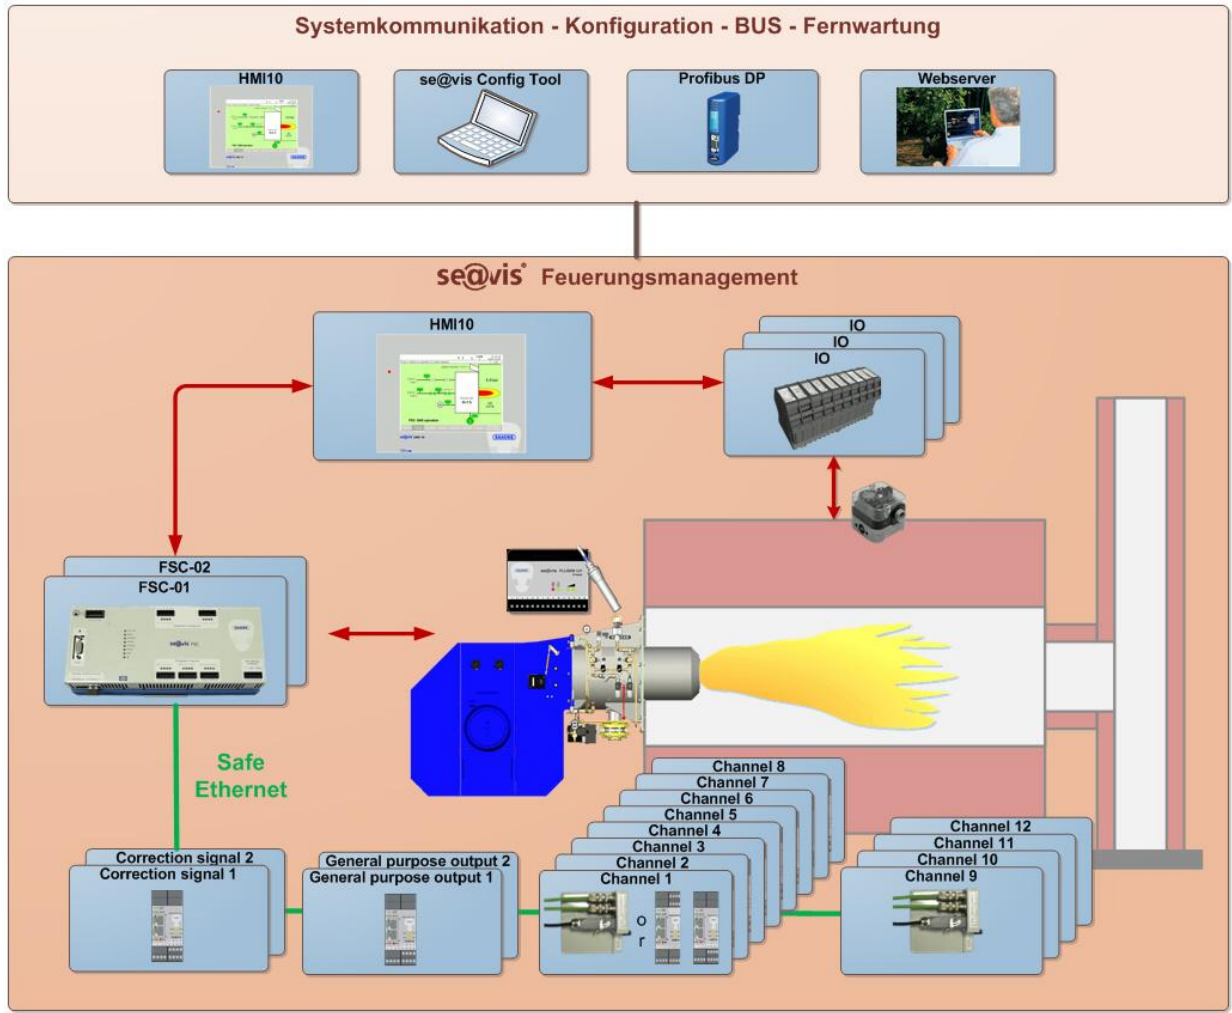 Systemkommunikation - Konfiguration - BUS - Fernwartung
HMI10
se@vis Config Tool
Profibus DP
Webserver
se@vis® Feuerungsmanagement
HMI10
IO
IO
IO
FSC-02
FSC-01
Safe
Ethernet
Correction signal 2
Correction signal 1
General purpose output 2
General purpose output 1
Channel 8
Channel 7
Channel 6
Channel 5
Channel 4
Channel 3
Channel 2
Channel 1
o
r
Channel 12
Channel 11
Channel 10
Channel 9